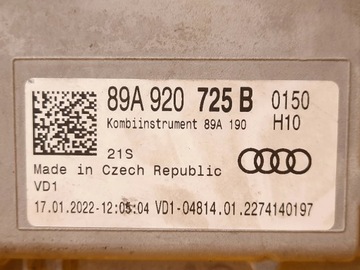 89A 920 725 B 0150
Kombiinstrument 89A 190 H10
21S
Made in Czech Republic
VD1
17.01.2022-12:05:04 VD1-04814.01.2274140197